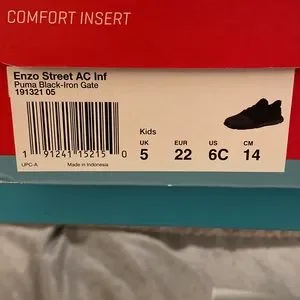 COMFORT INSERT
Enzo Street AC Inf
Puma Black-Iron Gate
191321 05
Kids
UK EUR US CM
5 22 6C 14
1 91241 15215 0
UPC-A Made in Indonesia